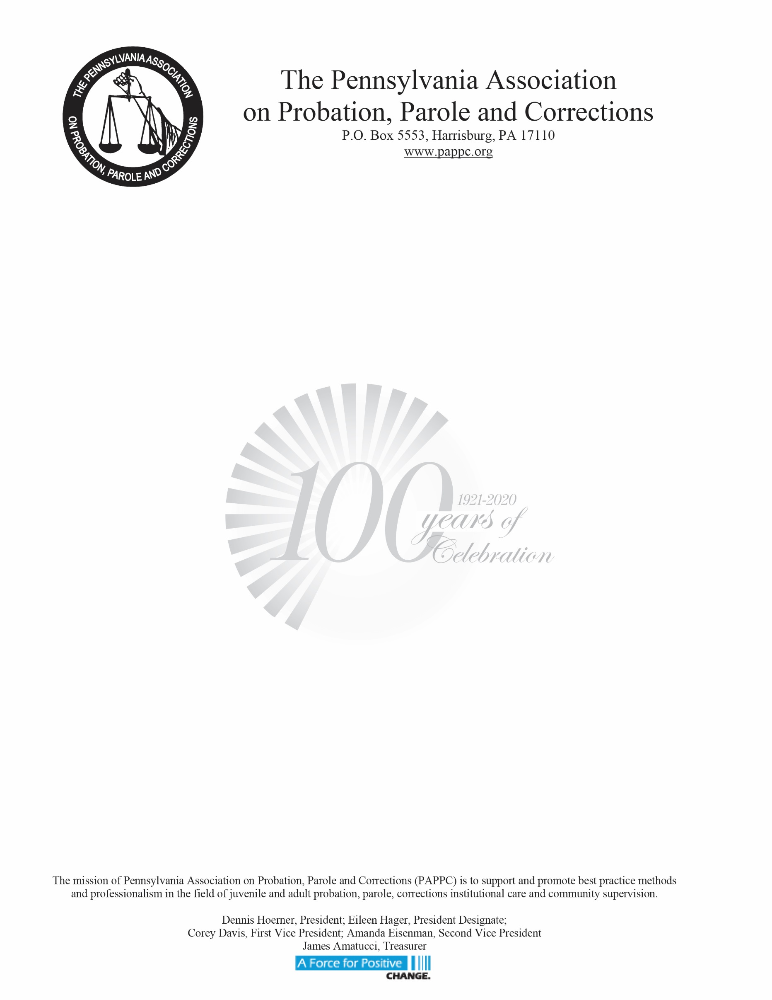 THE PENNSYLVANIA ASSOCIATION
ON PROBATION, PAROLE AND CORRECTIONS
The Pennsylvania Association
on Probation, Parole and Corrections
P.O. Box 5553, Harrisburg, PA 17110
www.pappc.org
100
1921-2020
years of
Celebration
The mission of Pennsylvania Association on Probation, Parole and Corrections (PAPPC) is to support and promote best practice methods
and professionalism in the field of juvenile and adult probation, parole, corrections institutional care and community supervision.
Dennis Hoerner, President; Eileen Hager, President Designate;
Corey Davis, First Vice President; Amanda Eisenman, Second Vice President
James Amatucci, Treasurer
A Force for Positive
CHANGE.